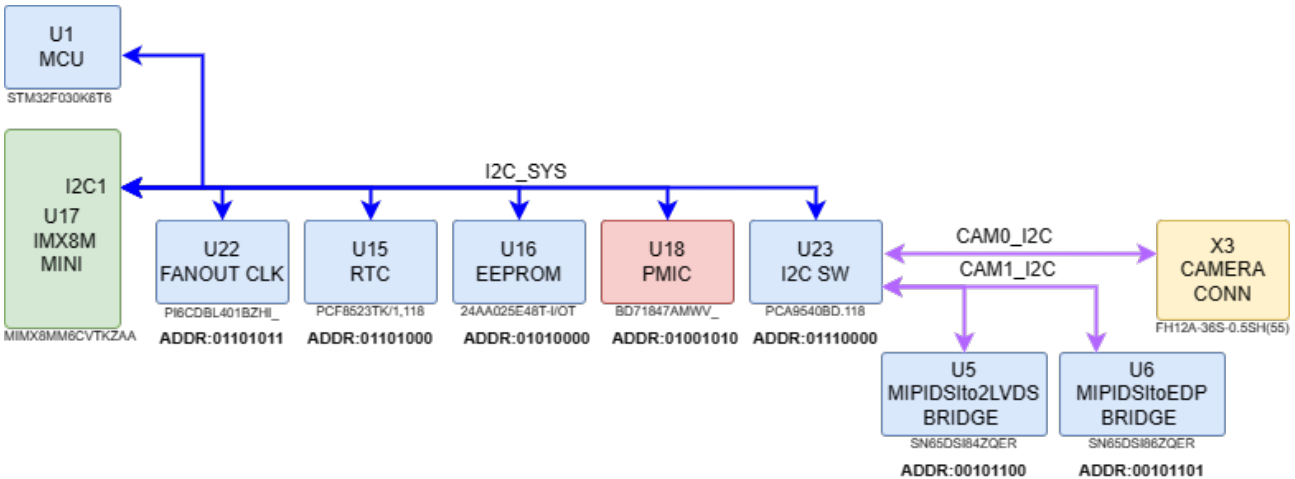 U1
MCU
STM32F030K6T6
I2C1
U17
IMX8M
MINI
MIMX8MM6CVTKZAA
I2C_SYS
U22
FANOUT CLK
PI6CDBL401BZHI_
ADDR:01101011
U15
RTC
PCF8523TK/1,118
ADDR:01101000
U16
EEPROM
24AA025E48T-I/OT
ADDR:01010000
U18
PMIC
BD71847AMWV_
ADDR:01001010
U23
I2C SW
PCA9540BD.118
ADDR:01110000
CAM0_I2C
CAM1_I2C
X3
CAMERA
CONN
FH12A-36S-0.5SH(55)
U5
MIPIDSIto2LVDS
BRIDGE
SN65DSI84ZQER
ADDR:00101100
U6
MIPIDSItoEDP
BRIDGE
SN65DSI86ZQER
ADDR:00101101